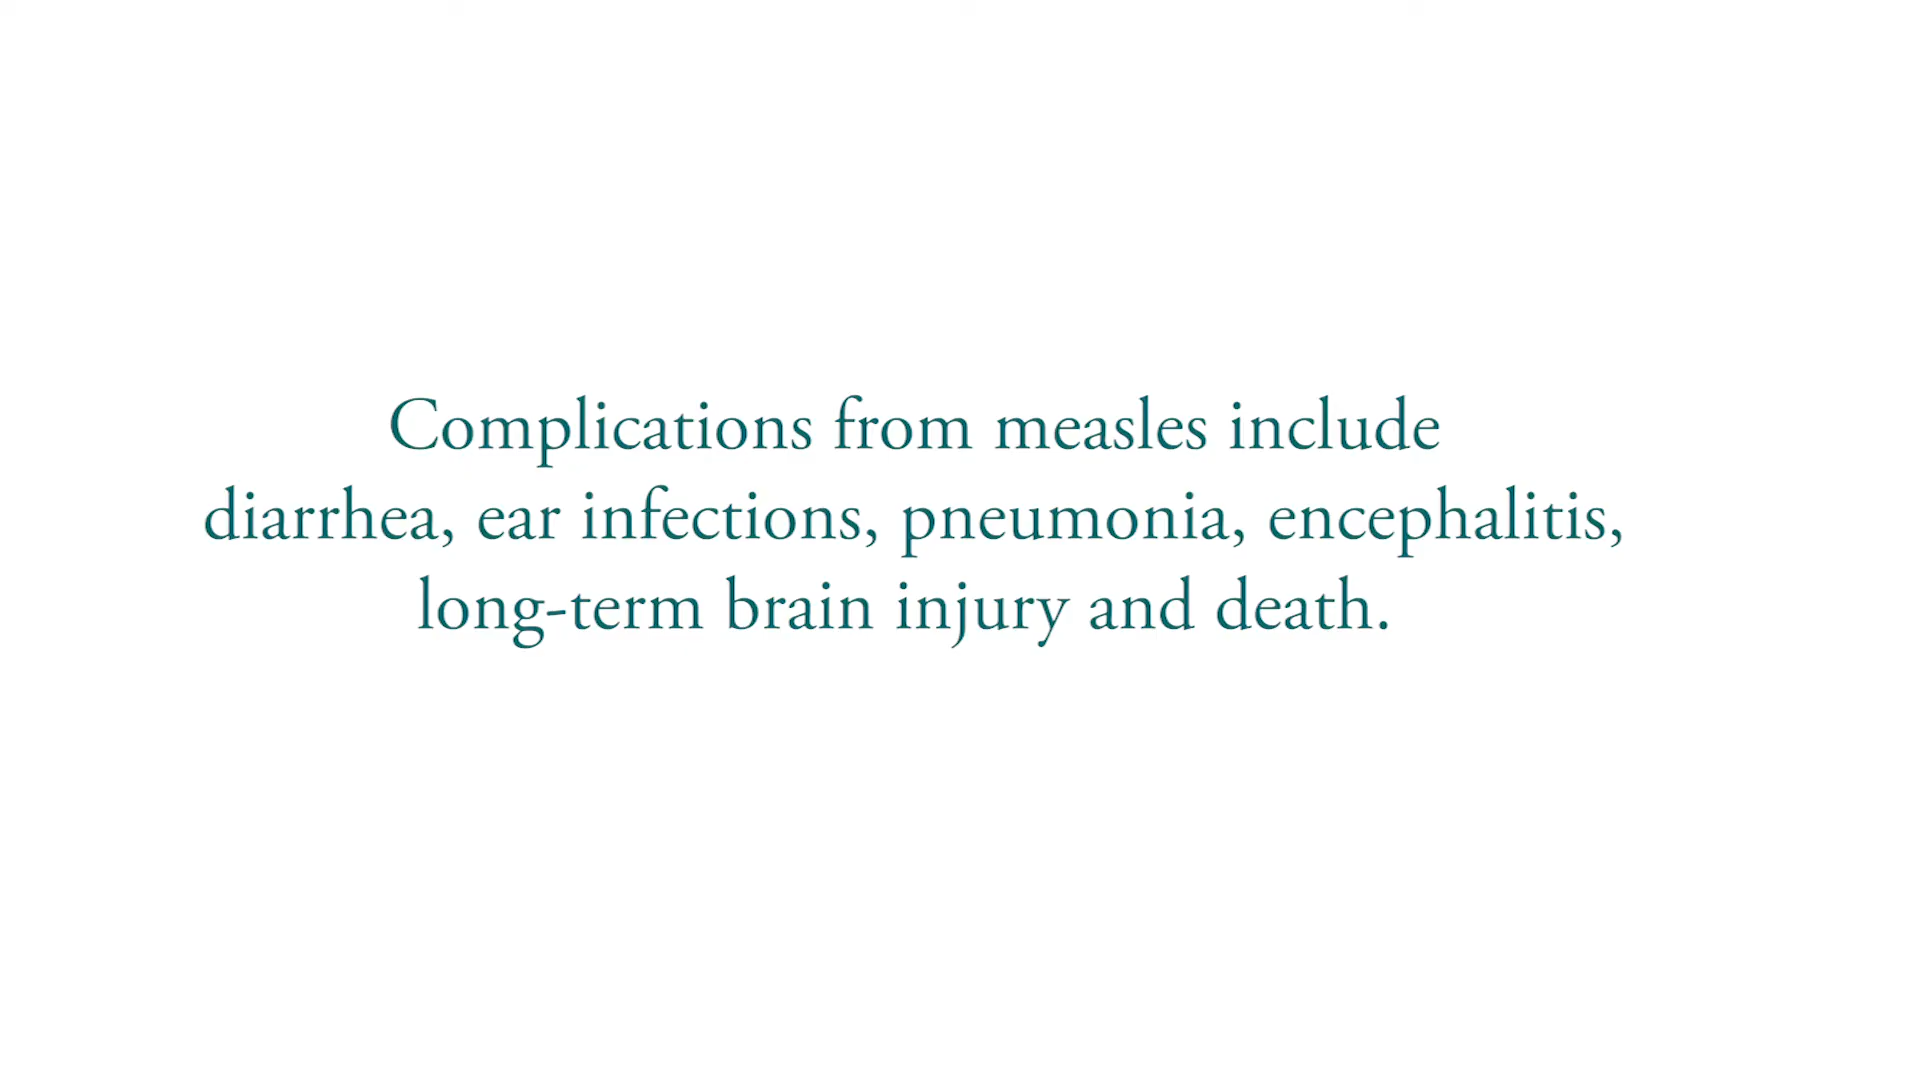 Complications from measles include
diarrhea, ear infections, pneumonia, encephalitis,
long-term brain injury and death.